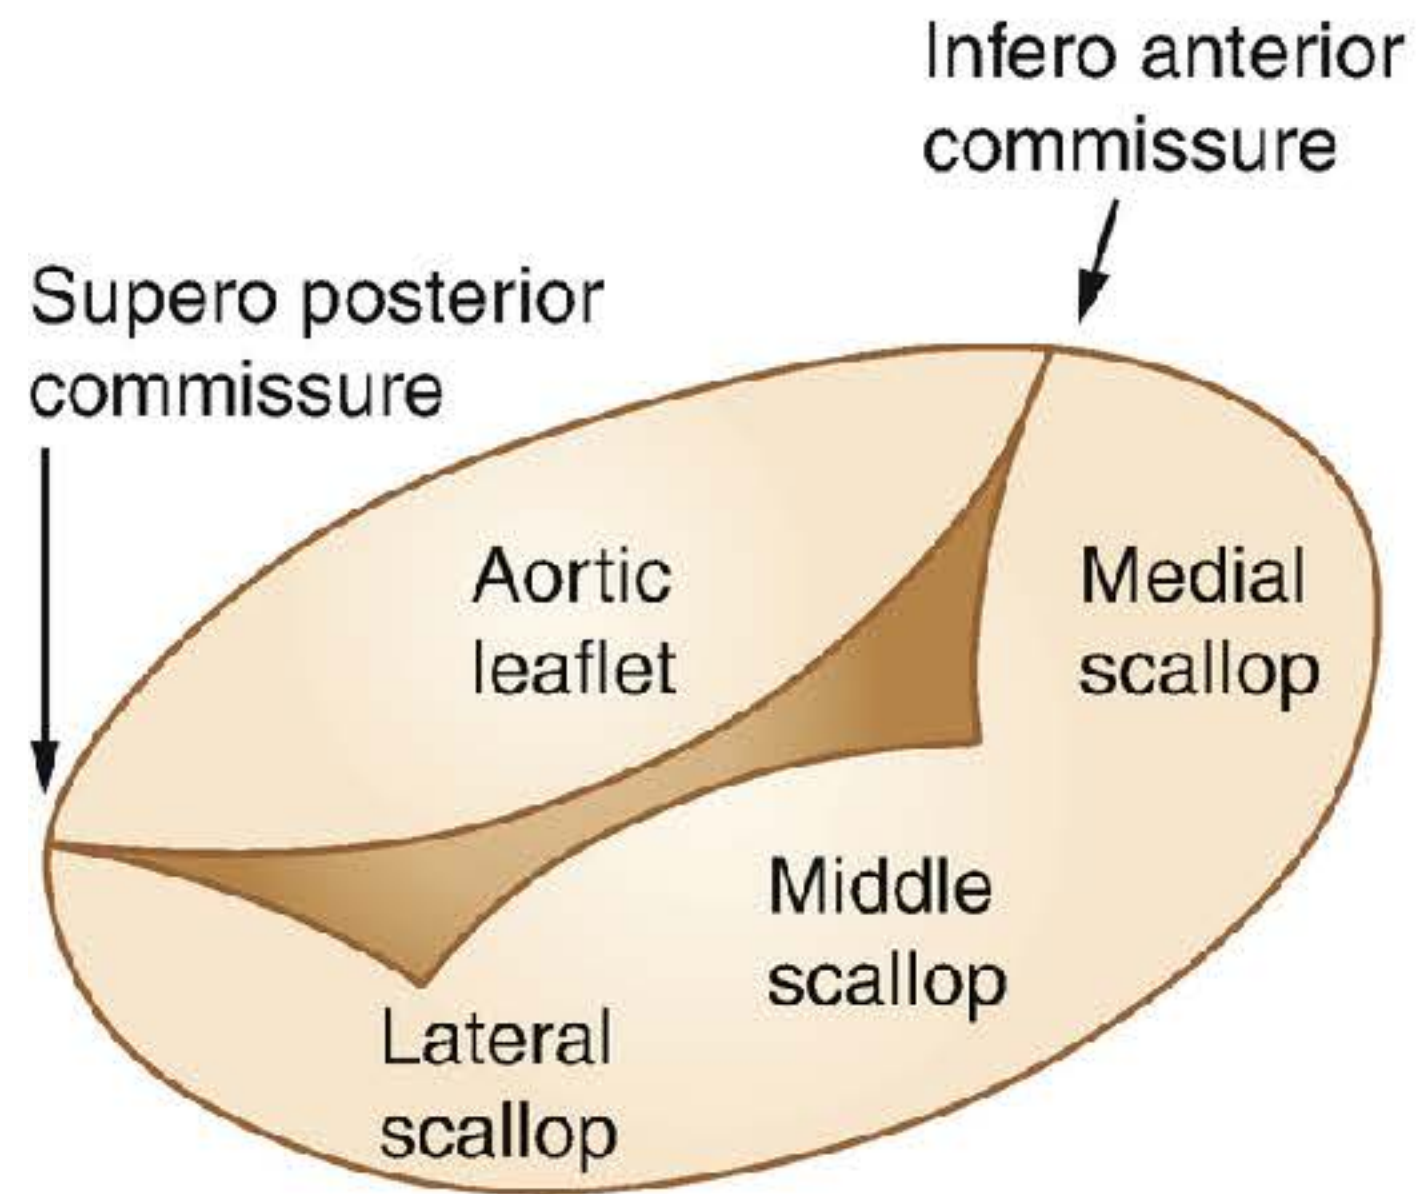 Infero anterior
commissure
Supero posterior
commissure
Aortic
leaflet
Medial
scallop
Middle
scallop
Lateral
scallop